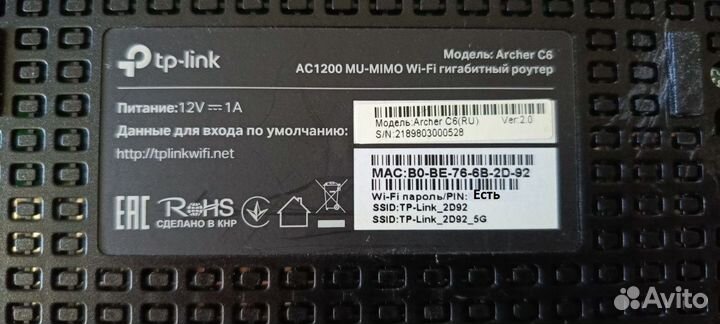 tp-link
Модель: Archer C6
AC1200 MU-MIMO Wi-Fi гигабитный роутер
Питание:12V⎓1A
Данные для входа по умолчанию:
http://tplinkwifi.net
Модель:Archer C6(RU) Ver:2.0
S/N:2189803000528
MAC:B0-BE-76-6B-2D-92
Wi-Fi пароль/PIN: Есть
SSID:TP-Link_2D92
SSID:TP-Link_2D92_5G
EAC RoHS
СДЕЛАНО В КНР
Avito